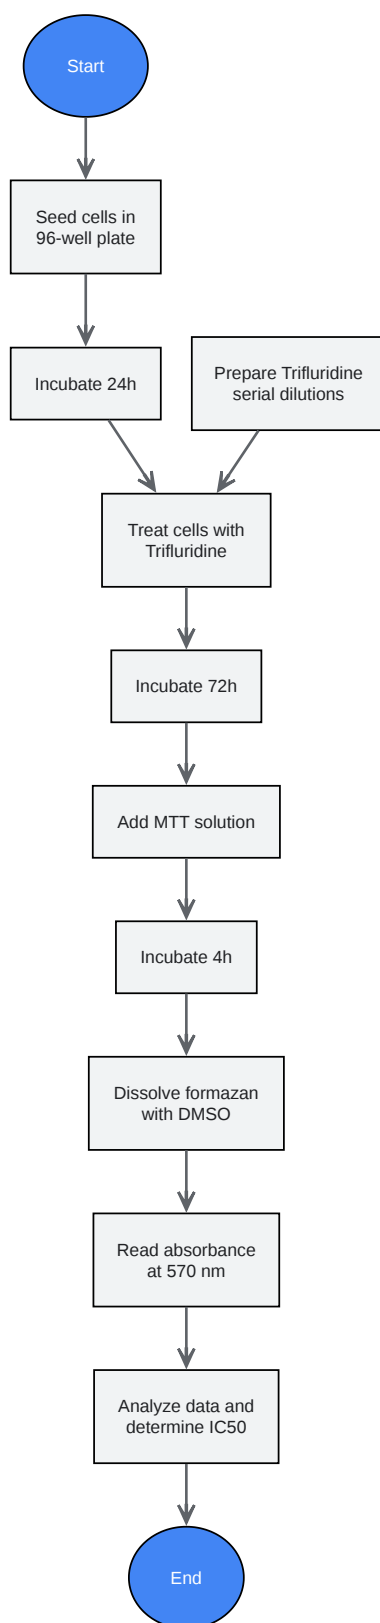 Start
Seed cells in
96-well plate
Incubate 24h
Prepare Trifluridine
serial dilutions
Treat cells with
Trifluridine
Incubate 72h
Add MTT solution
Incubate 4h
Dissolve formazan
with DMSO
Read absorbance
at 570 nm
Analyze data and
determine IC50
End